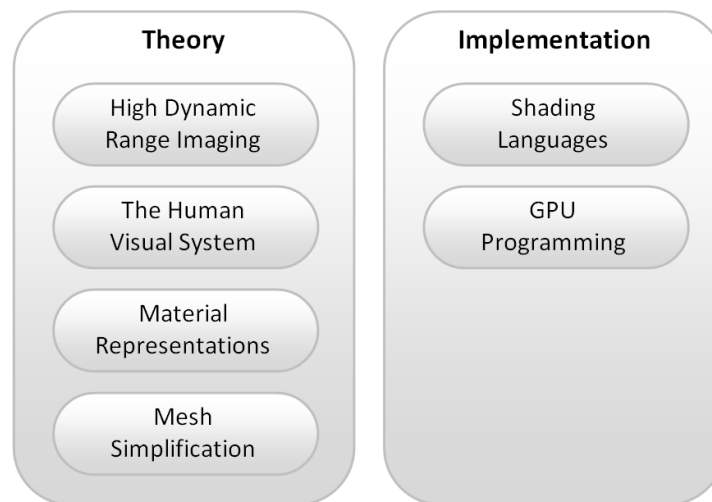 Theory
High Dynamic
Range Imaging
The Human
Visual System
Material
Representations
Mesh
Simplification
Implementation
Shading
Languages
GPU
Programming